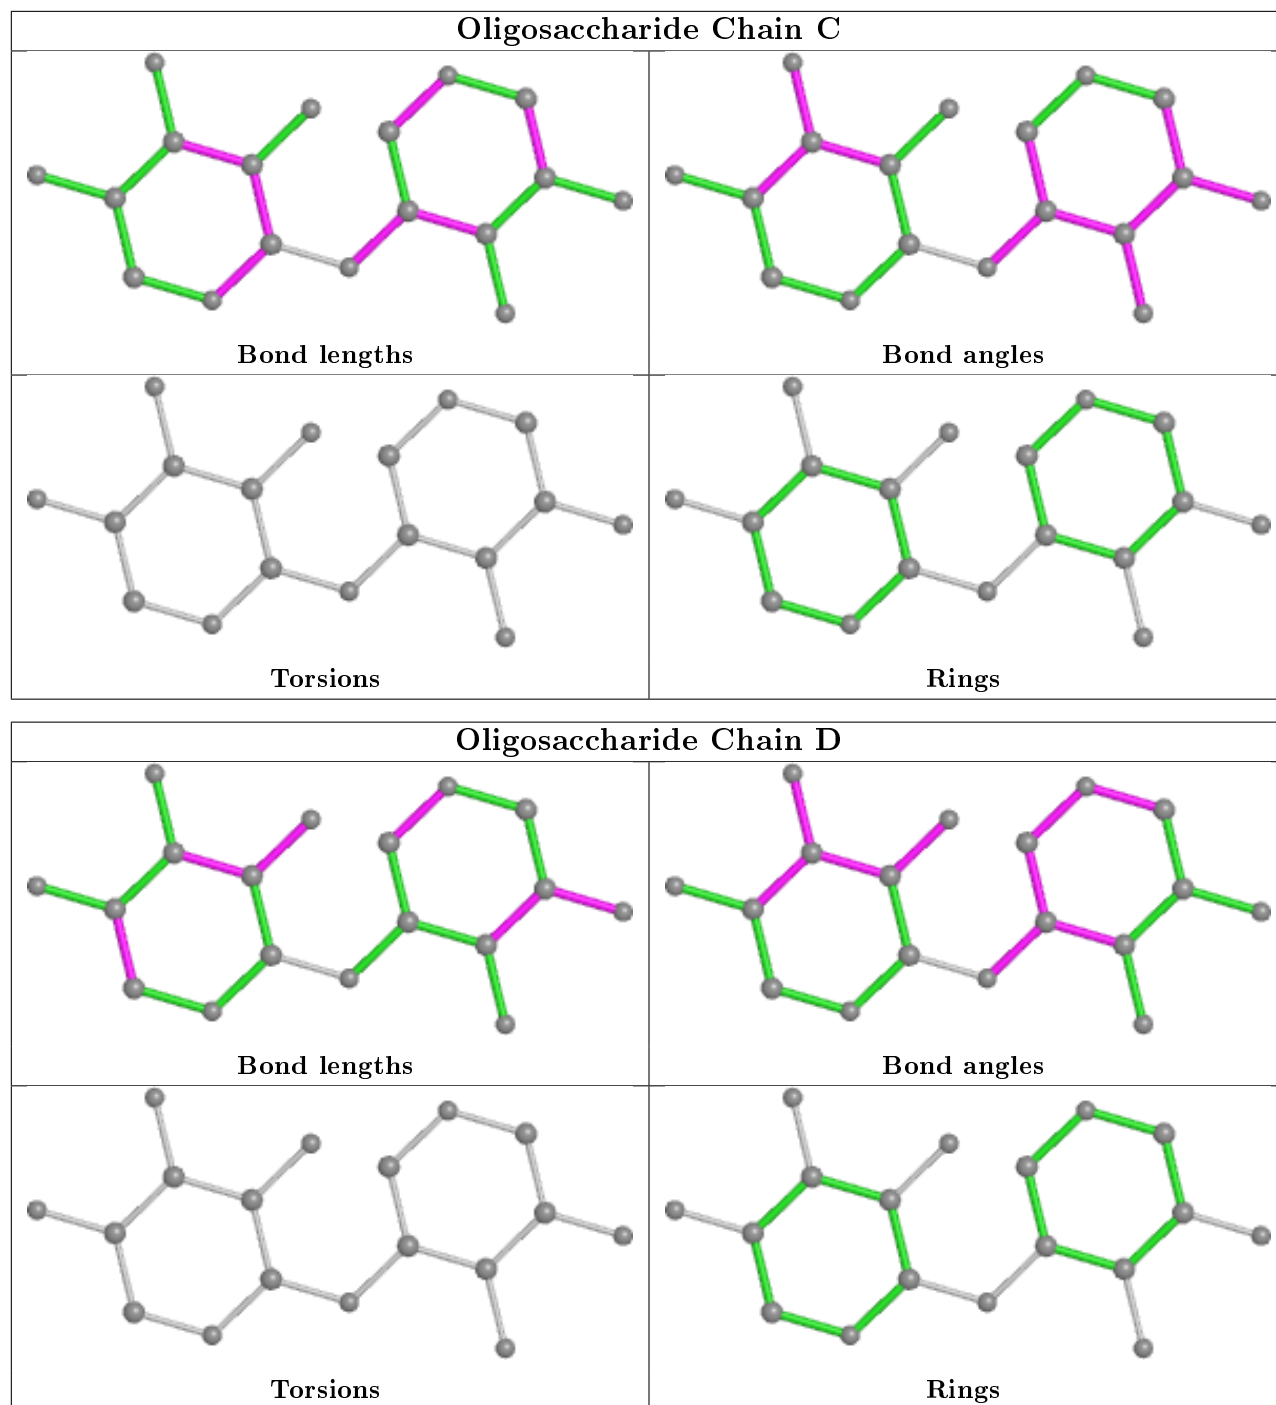 Oligosaccharide Chain C
Bond lengths
Bond angles
Torsions
Rings
Oligosaccharide Chain D
Bond lengths
Bond angles
Torsions
Rings